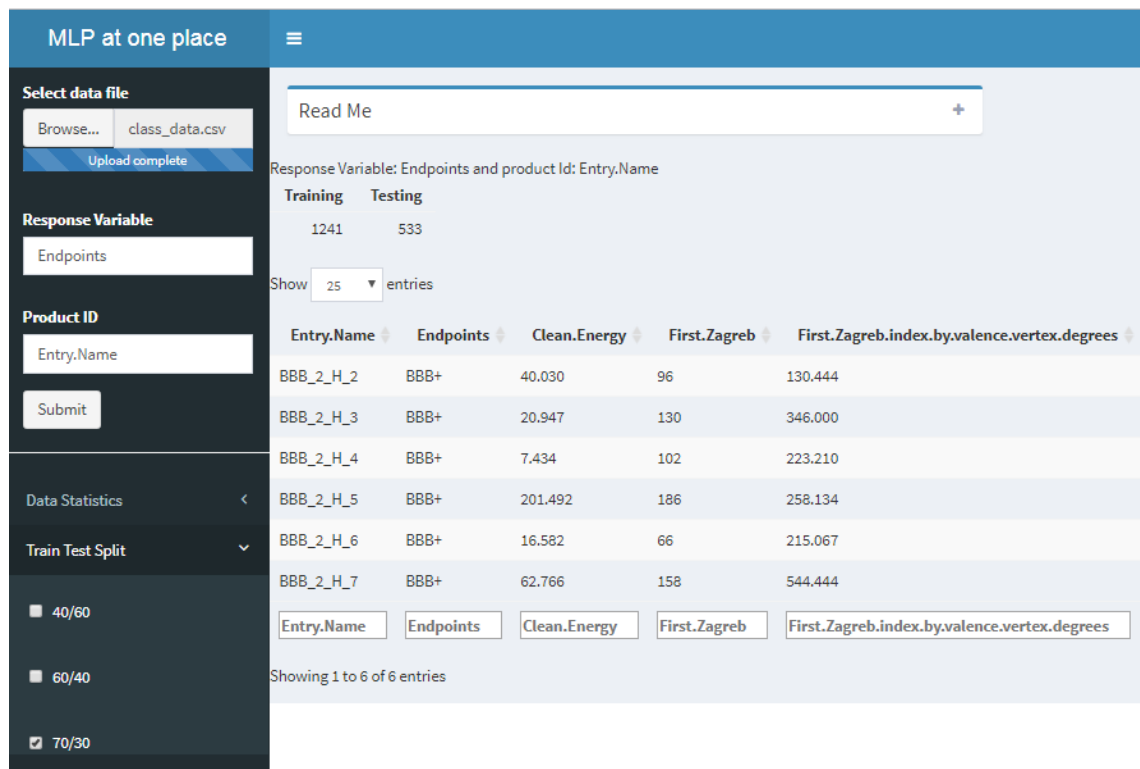 MLP at one place
Select data file
Browse... class_data.csv
Upload complete
Response Variable
Endpoints
Product ID
Entry.Name
Submit
Data Statistics
Train Test Split
40/60
60/40
70/30
Read Me
Response Variable: Endpoints and product Id: Entry.Name
Training Testing
1241 533
Show 25 entries
Entry.Name Endpoints Clean.Energy First.Zagreb First.Zagreb.index.by.valence.vertex.degrees
BBB_2_H_2 BBB+ 40.030 96 130.444
BBB_2_H_3 BBB+ 20.947 130 346.000
BBB_2_H_4 BBB+ 7.434 102 223.210
BBB_2_H_5 BBB+ 201.492 186 258.134
BBB_2_H_6 BBB+ 16.582 66 215.067
BBB_2_H_7 BBB+ 62.766 158 544.444
Entry.Name Endpoints Clean.Energy First.Zagreb First.Zagreb.index.by.valence.vertex.degrees
Showing 1 to 6 of 6 entries